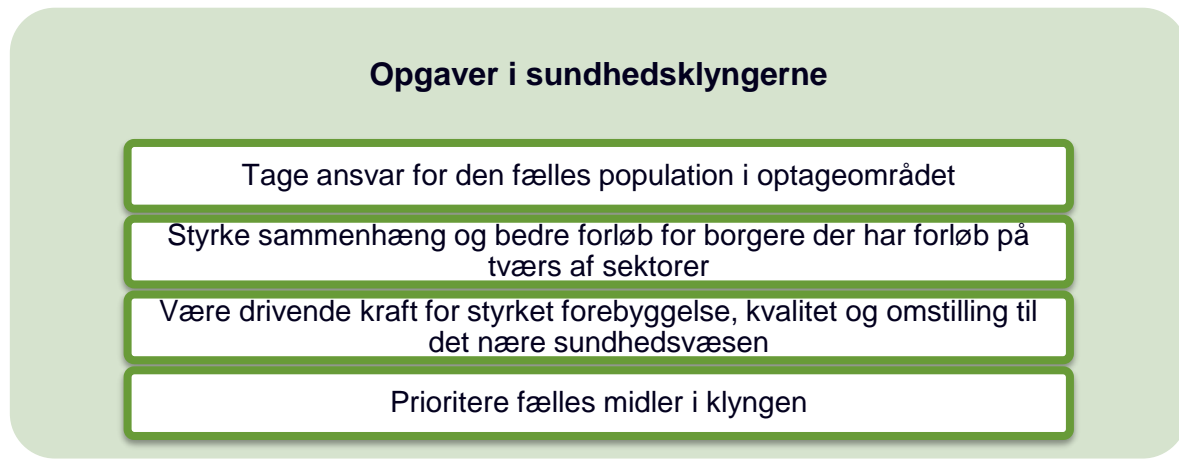 Opgaver i sundhedsklyngerne
Tage ansvar for den fælles population i optageområdet
Styrke sammenhæng og bedre forløb for borgere der har forløb på
tværs af sektorer
Være drivende kraft for styrket forebyggelse, kvalitet og omstilling til
det nære sundhedsvæsen
Prioritere fælles midler i klyngen